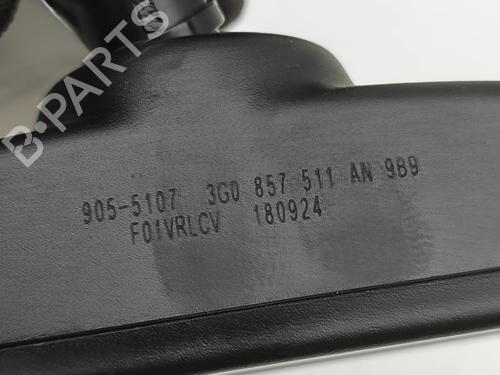 B-PARTS
905-5107 3G0 857 511 AN 9B9
F01VRLCV 180924